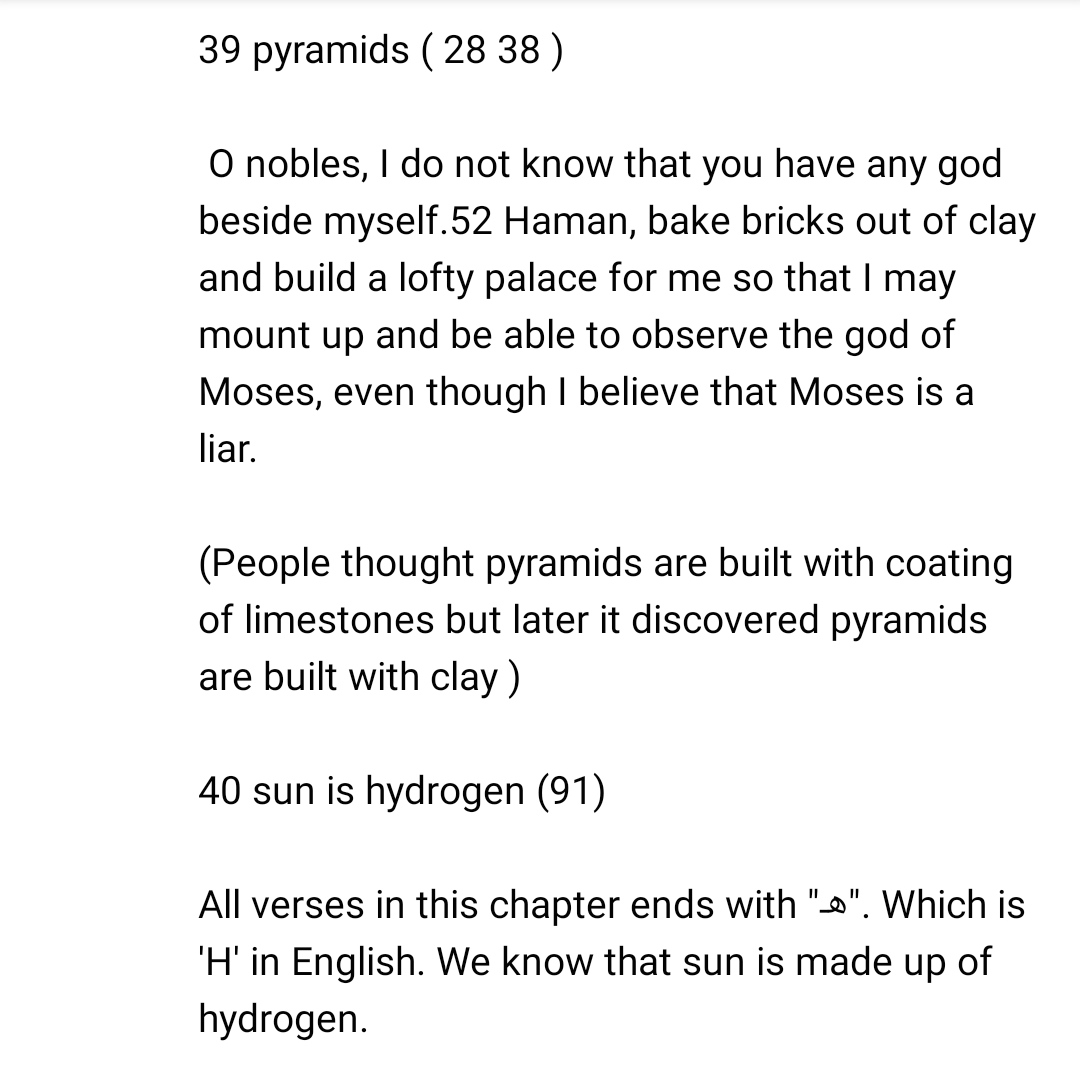 39 pyramids ( 28 38 )
O nobles, I do not know that you have any god
beside myself.52 Haman, bake bricks out of clay
and build a lofty palace for me so that I may
mount up and be able to observe the god of
Moses, even though I believe that Moses is a
liar.
(People thought pyramids are built with coating
of limestones but later it discovered pyramids
are built with clay )
40 sun is hydrogen (91)
All verses in this chapter ends with "هـ". Which is
'H' in English. We know that sun is made up of
hydrogen.